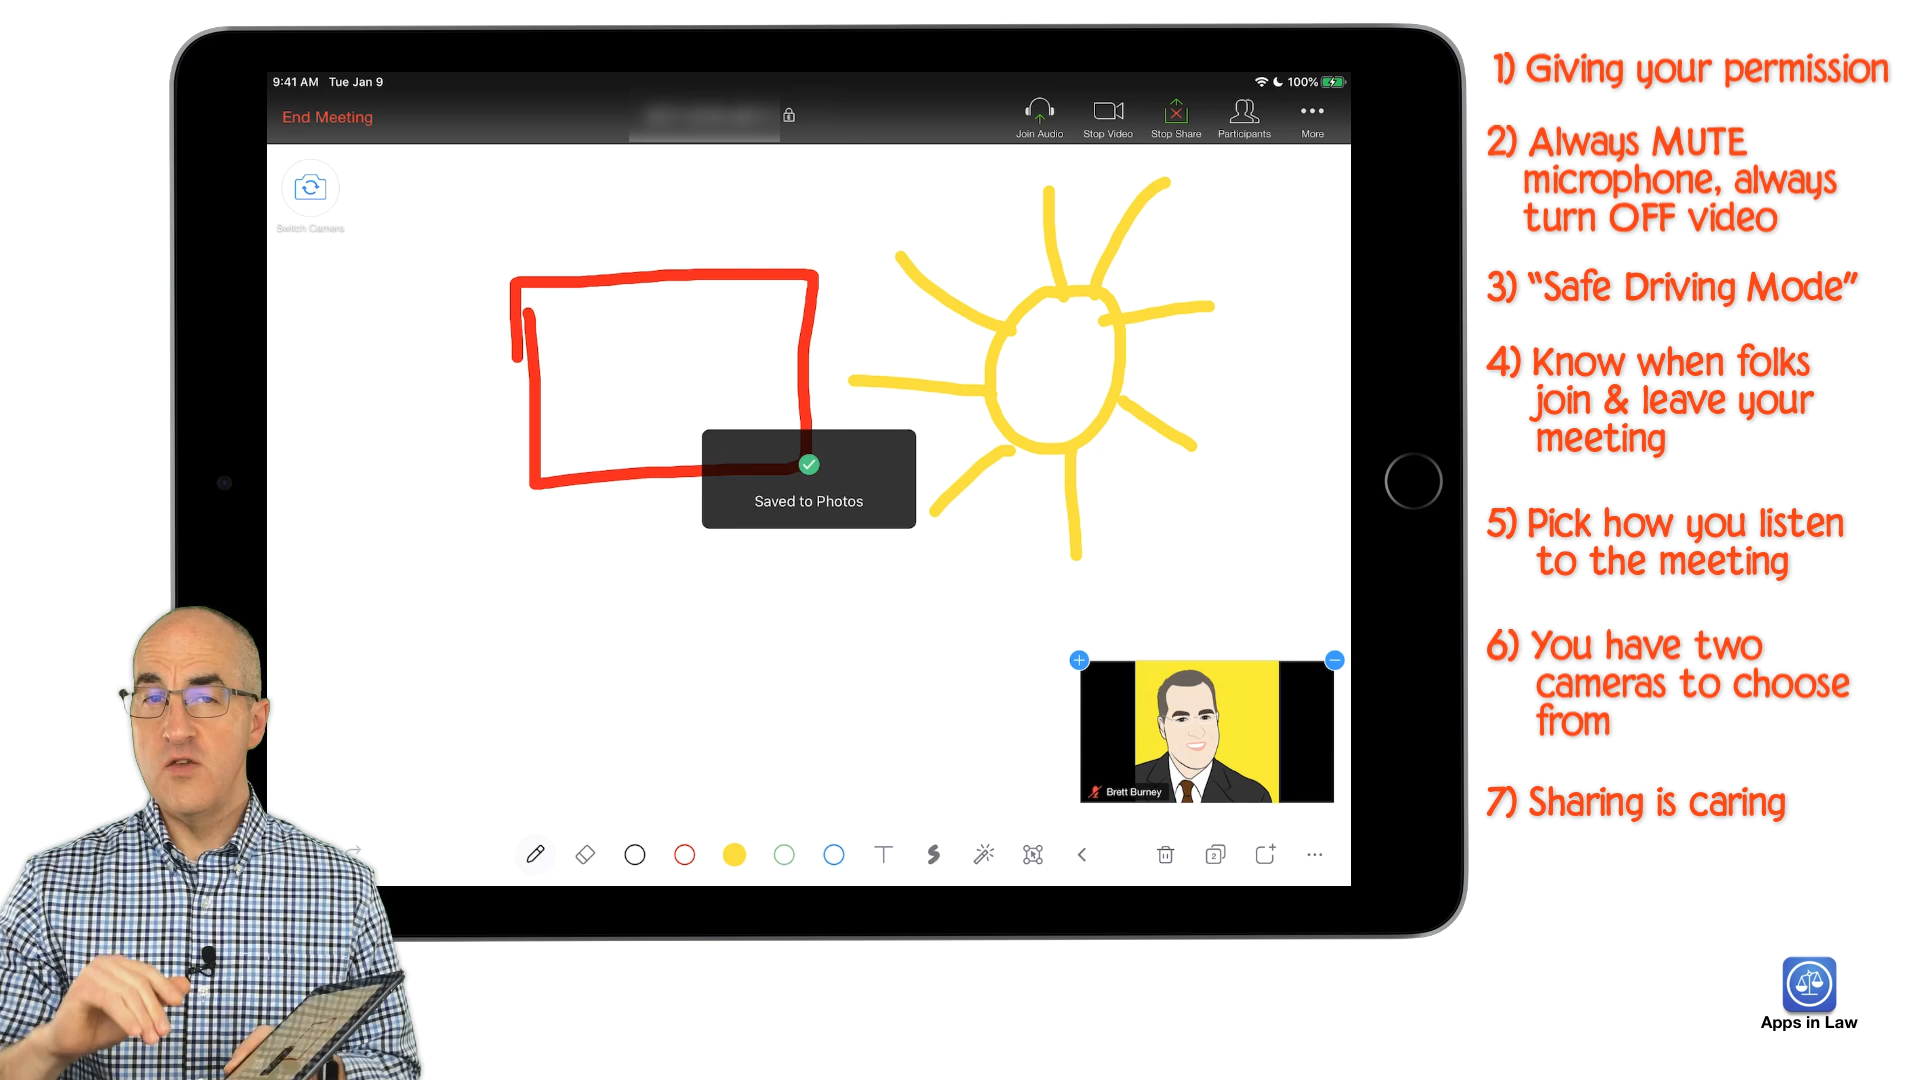 9:41 AM Tue Jan 9
100%
End Meeting
Join Audio
Stop Video
Stop Share
Participants
More
Switch Camera
Saved to Photos
Brett Burney
T
2
1) Giving your permission
2) Always MUTE
microphone, always
turn OFF video
3) “Safe Driving Mode”
4) Know when folks
join & leave your
meeting
5) Pick how you listen
to the meeting
6) You have two
cameras to choose
from
7) Sharing is caring
Apps in Law